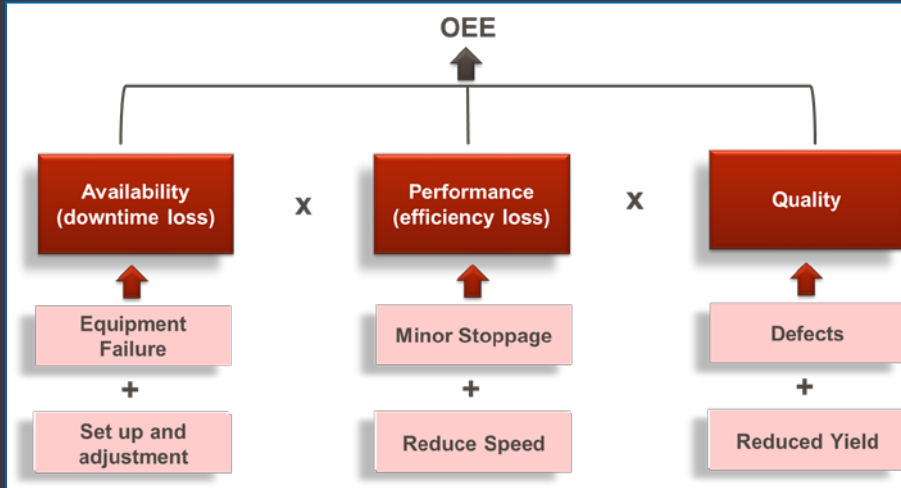 OEE
Availability
(downtime loss)
x
Performance
(efficiency loss)
x
Quality
Equipment
Failure
Minor Stoppage
Defects
+
+
+
Set up and
adjustment
Reduce Speed
Reduced Yield